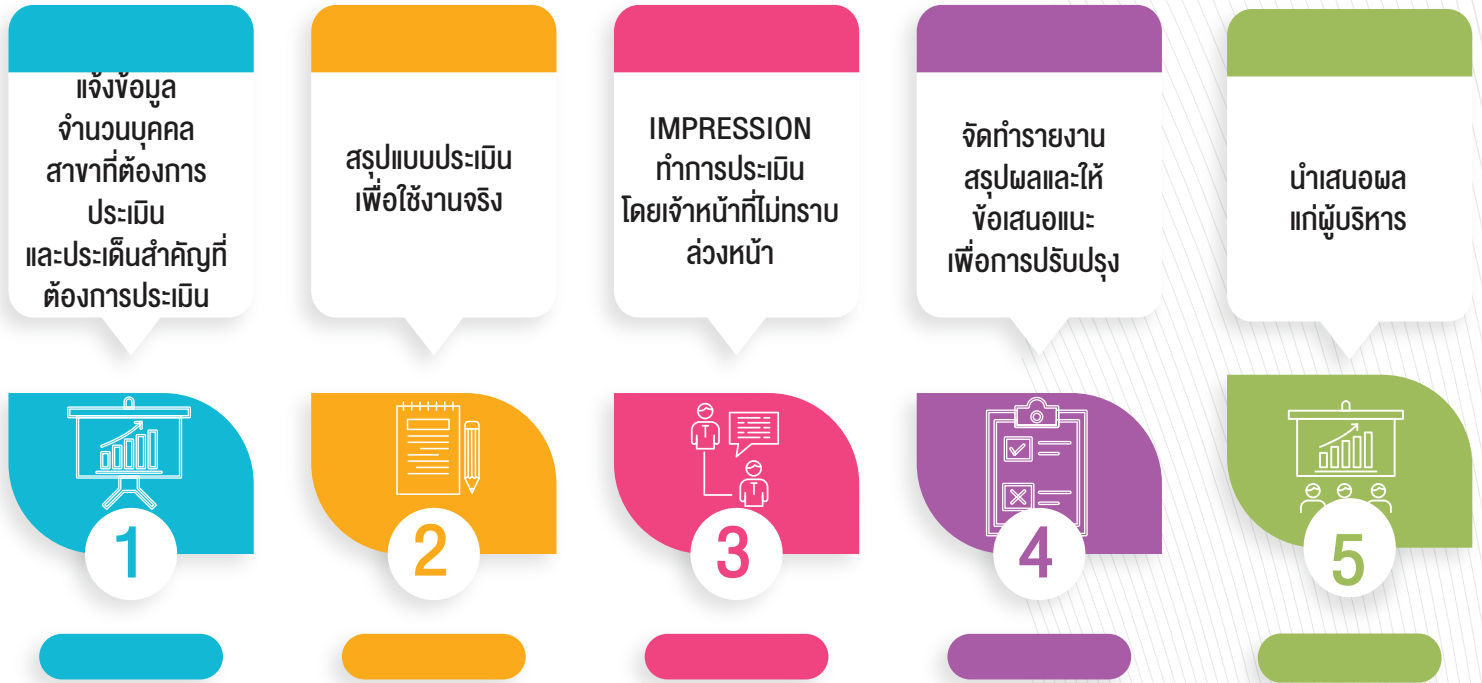 แจ้งข้อมูล
จำนวนบุคคล
สาขาที่ต้องการ
ประเมิน
และประเด็นสำคัญที่
ต้องการประเมิน
สรุปแบบประเมิน
เพื่อใช้งานจริง
IMPRESSION
ทำการประเมิน
โดยเจ้าหน้าที่ไม่ทราบ
ล่วงหน้า
จัดทำรายงาน
สรุปผลและให้
ข้อเสนอแนะ
เพื่อการปรับปรุง
นำเสนอผล
แก่ผู้บริหาร
1
2
3
4
5